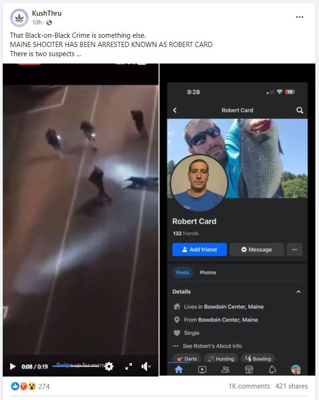 KushThru
10h
That Black-on-Black Crime is something else.
MAINE SHOOTER HAS BEEN ARRESTED KNOWN AS ROBERT CARD
There is two suspects ...
9:28
Robert Card
Robert Card
132 friends
Add friend
Message
Posts
Photos
Details
Lives in Bowdoin Center, Maine
From Bowdoin Center, Maine
Single
See Robert's About Info
Darts
Hunting
Bowling
0:08 / 0:19
Swipe up for
274
1K comments
421 shares